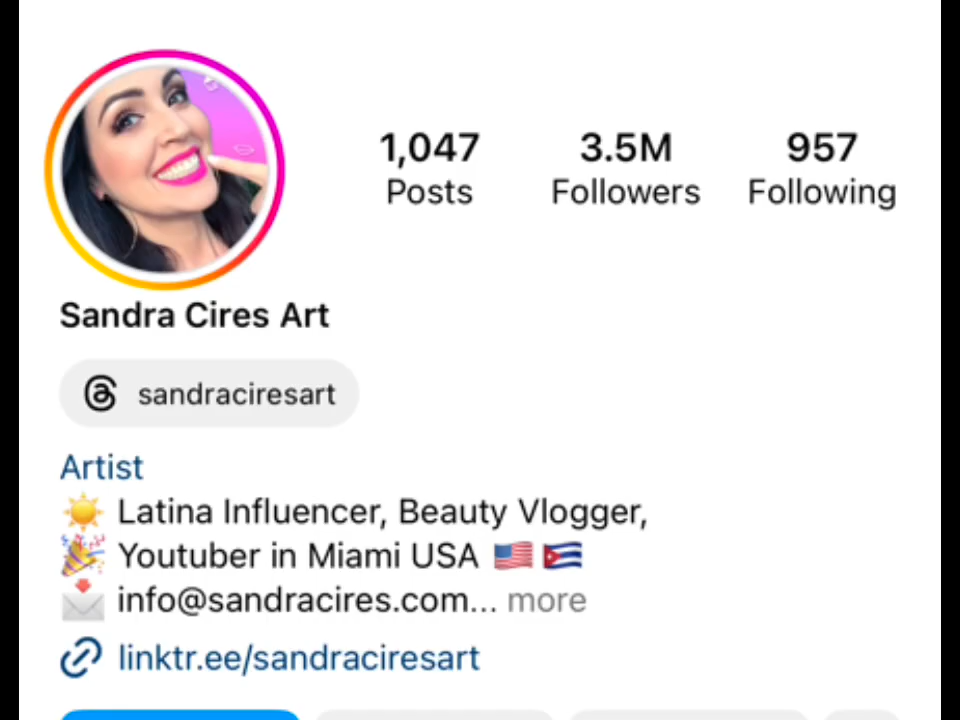 1,047 3.5M 957
Posts Followers Following
Sandra Cires Art
sandraciresart
Artist
☀️ Latina Influencer, Beauty Vlogger,
🎉 Youtuber in Miami USA 🇺🇸🇨🇺
📩 info@sandracires.com... more
linktr.ee/sandraciresart